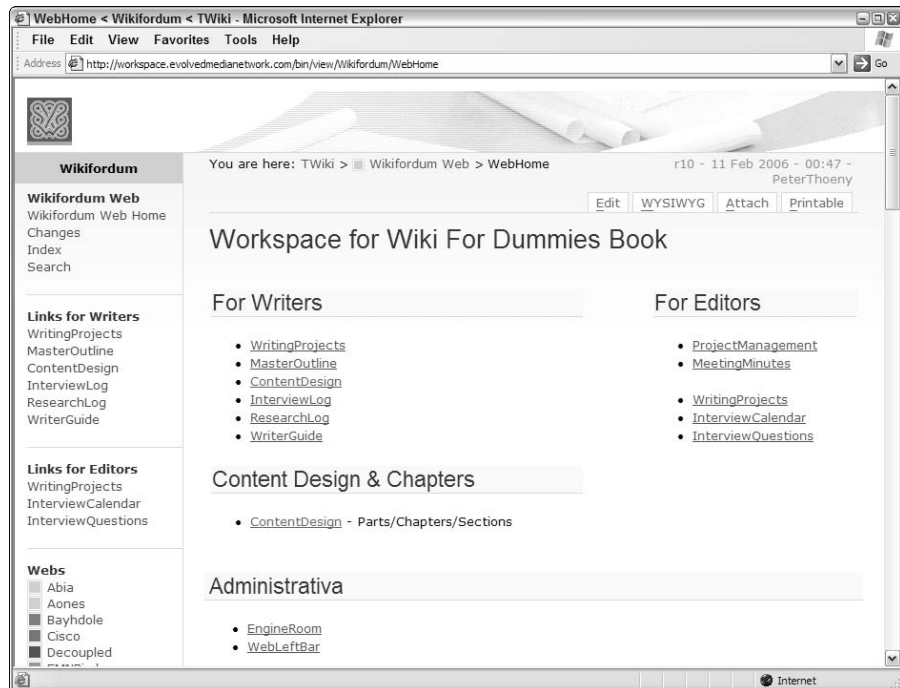 WebHome < Wikifordum < TWiki - Microsoft Internet Explorer
File Edit View Favorites Tools Help
Address http://workspace.evolvedmedianetwork.com/bin/view/Wikifordum/WebHome Go
Wikifordum
Wikifordum Web
Wikifordum Web Home
Changes
Index
Search
Links for Writers
WritingProjects
MasterOutline
ContentDesign
InterviewLog
ResearchLog
WriterGuide
Links for Editors
WritingProjects
InterviewCalendar
InterviewQuestions
Webs
Abia
Aones
Bayhdole
Cisco
Decoupled
You are here: TWiki > Wikifordum Web > WebHome
r10 - 11 Feb 2006 - 00:47 -
PeterThoeny
Edit WYSIWYG Attach Printable
Workspace for Wiki For Dummies Book
For Writers
WritingProjects
MasterOutline
ContentDesign
InterviewLog
ResearchLog
WriterGuide
For Editors
ProjectManagement
MeetingMinutes
WritingProjects
InterviewCalendar
InterviewQuestions
Content Design & Chapters
ContentDesign - Parts/Chapters/Sections
Administrativa
EngineRoom
WebLeftBar
Internet